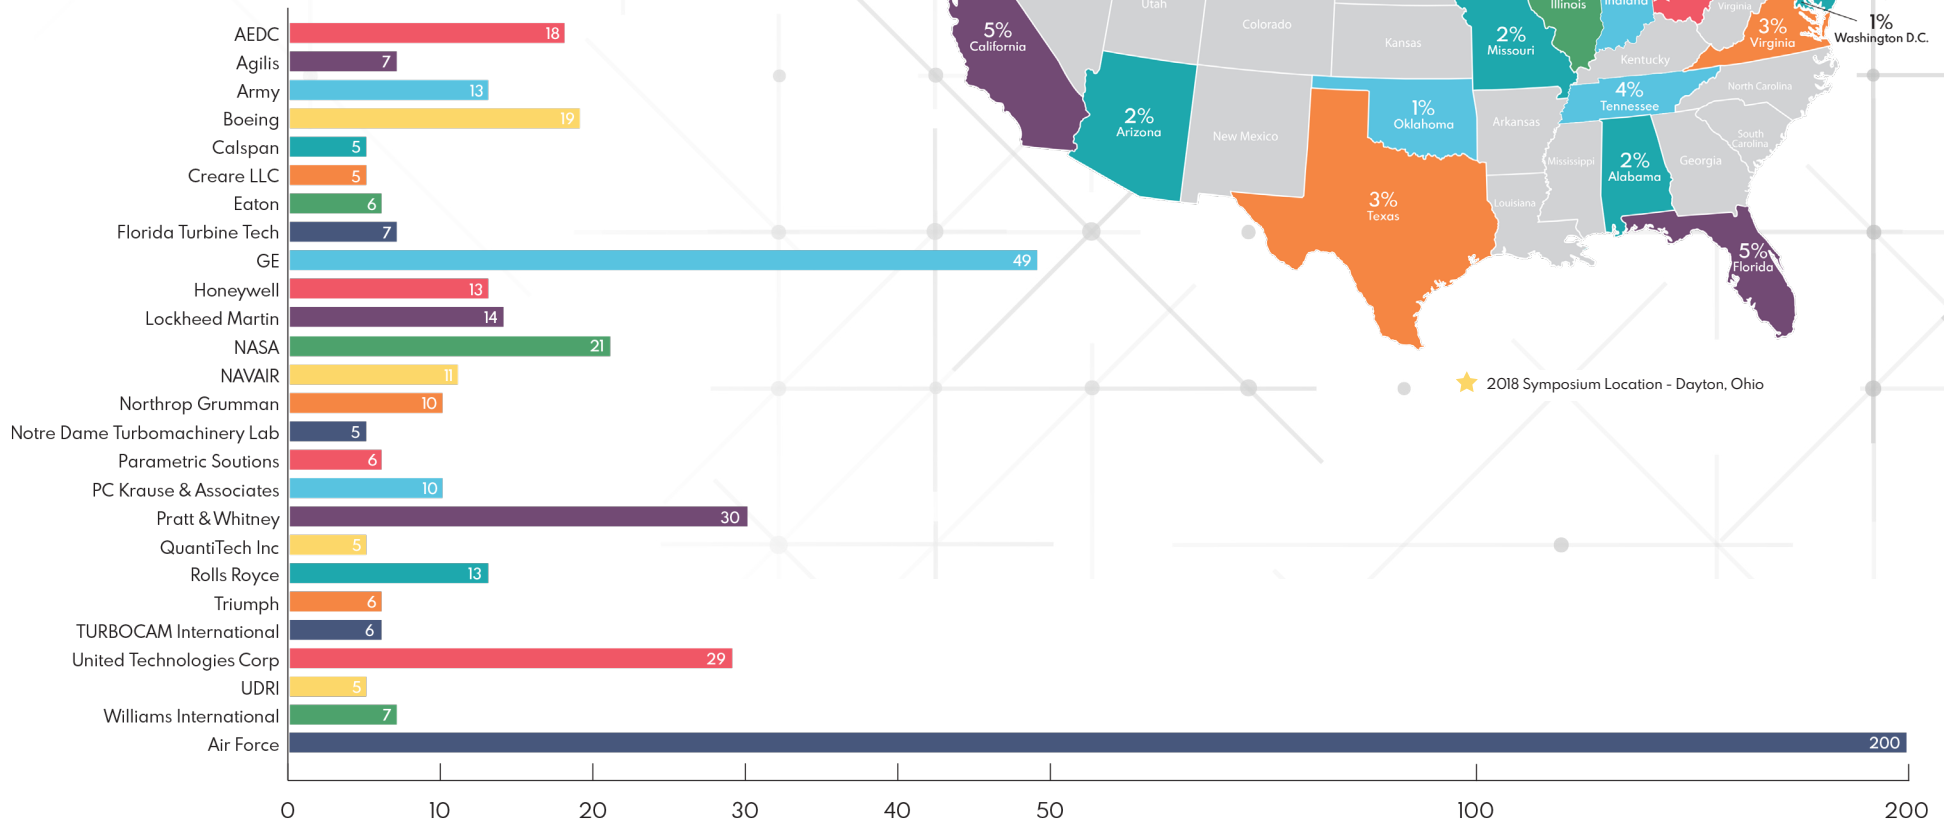 AEDC 18
Agilis 7
Army 13
Boeing 19
Calspan 5
Creare LLC 5
Eaton 6
Florida Turbine Tech 7
GE 49
Honeywell 13
Lockheed Martin 14
NASA 21
NAVAIR 11
Northrop Grumman 10
Notre Dame Turbomachinery Lab 5
Parametric Soutions 6
PC Krause & Associates 10
Pratt & Whitney 30
QuantiTech Inc 5
Rolls Royce 13
Triumph 6
TURBOCAM International 6
United Technologies Corp 29
UDRI 5
Williams International 7
Air Force 200
0 10 20 30 40 50 100 200
Utah
Colorado
Kansas
5%
California
2%
Missouri
Illinois
Indiana
Virginia
3%
Virginia
1%
Washington D.C.
Kentucky
4%
Tennessee
North Carolina
2%
Arizona
New Mexico
1%
Oklahoma
Arkansas
South
Carolina
Mississippi
2%
Alabama
Georgia
3%
Texas
Louisiana
5%
Florida
2018 Symposium Location - Dayton, Ohio